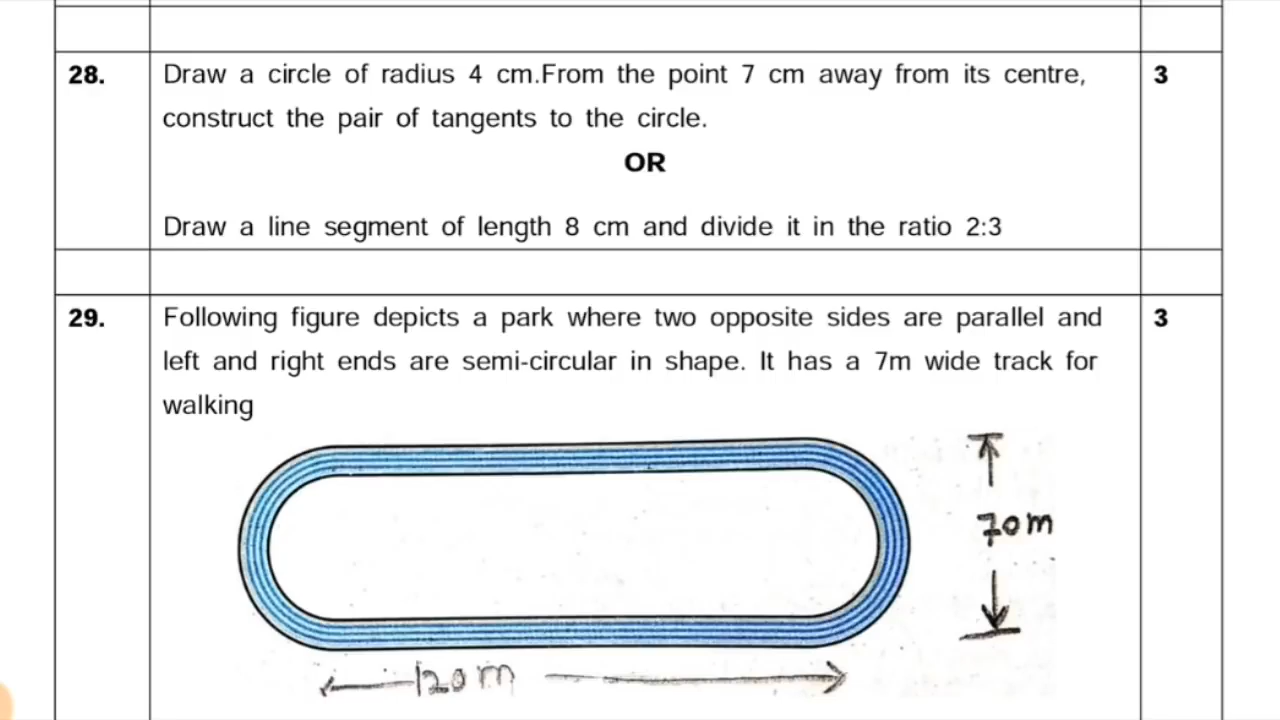 28.
Draw a circle of radius 4 cm.From the point 7 cm away from its centre,
3
construct the pair of tangents to the circle.
OR
Draw a line segment of length 8 cm and divide it in the ratio 2:3
29.
Following figure depicts a park where two opposite sides are parallel and
3
left and right ends are semi-circular in shape. It has a 7m wide track for
walking
70m
120m